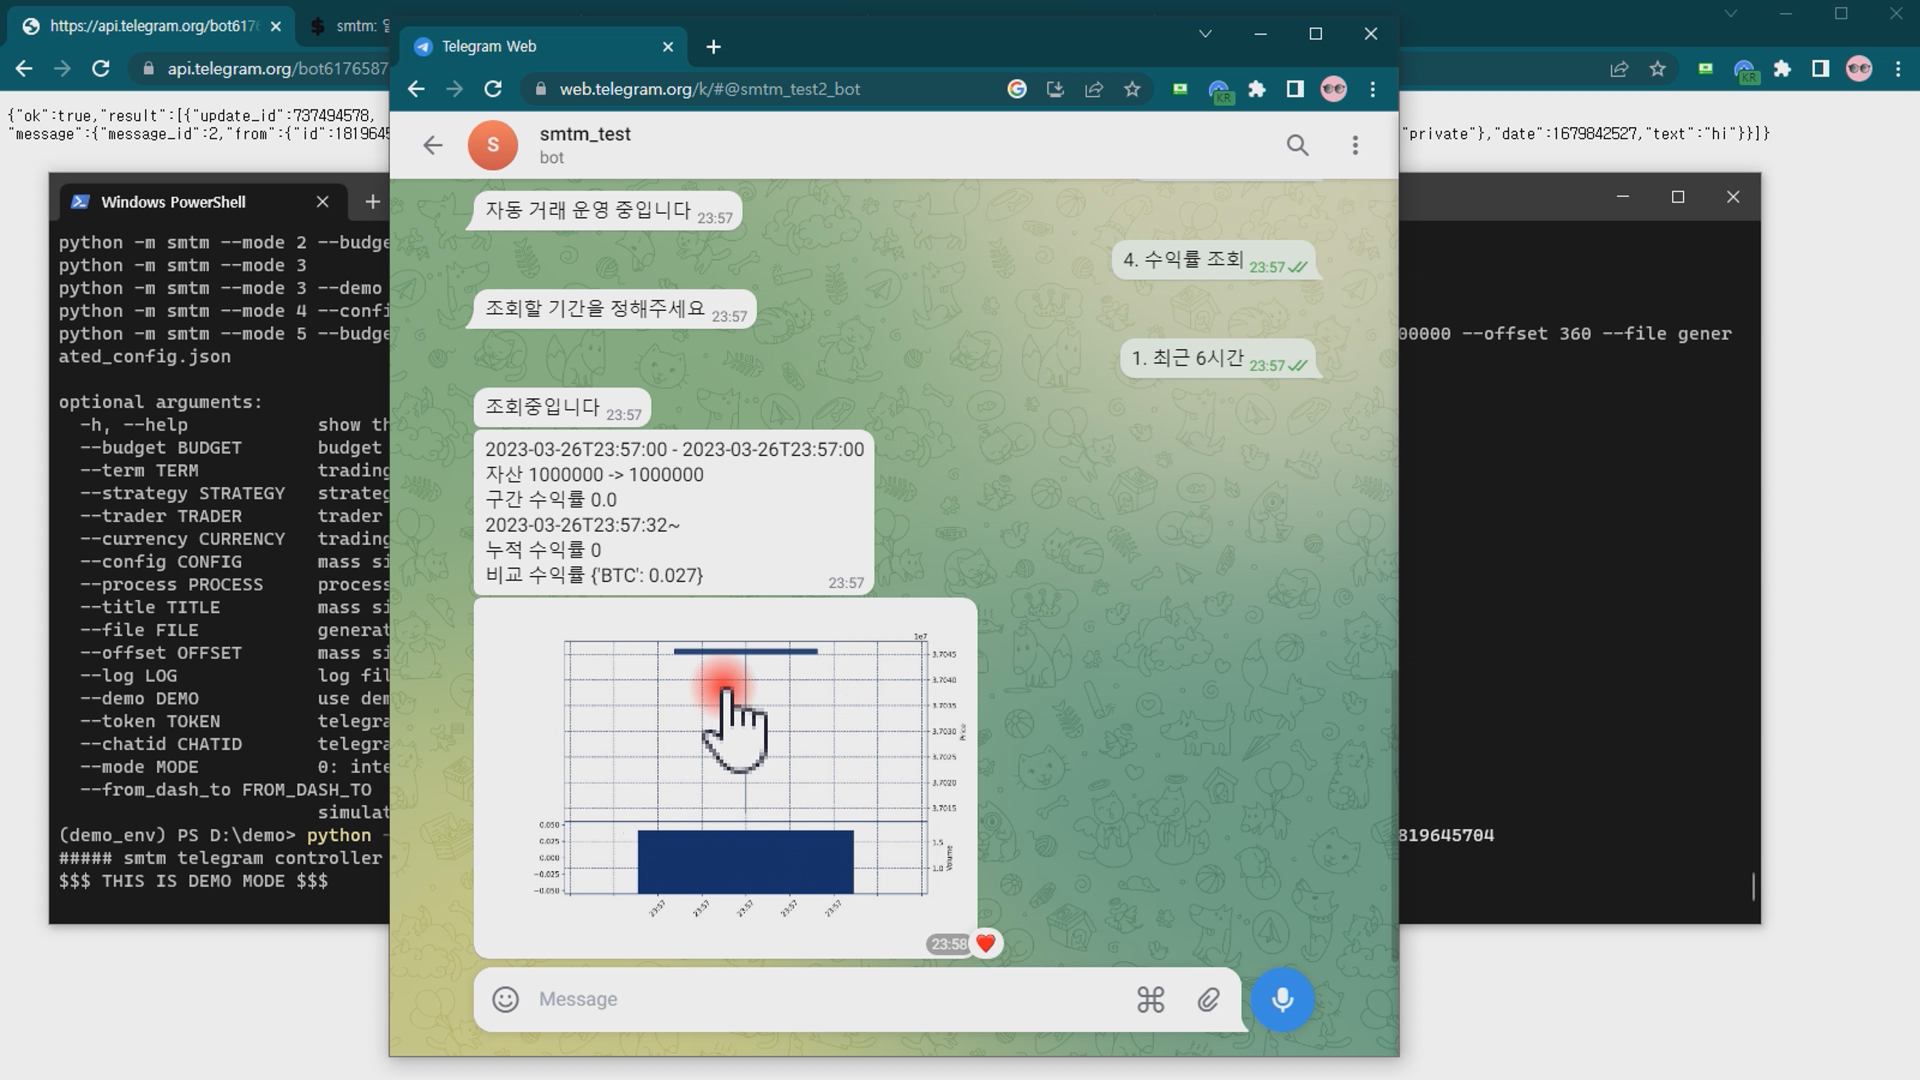 https://api.telegram.org/bot6176
smtm:
api.telegram.org/bot6176587
{"ok":true,"result":[{"update_id":737494578,
"message":{"message_id":2,"from":{"id":1819645
"private"},"date":1679842527,"text":"hi"}}]}
Windows PowerShell
python -m smtm --mode 2 --budge
python -m smtm --mode 3
python -m smtm --mode 3 --demo
python -m smtm --mode 4 --confi
python -m smtm --mode 5 --budge
00000 --offset 360 --file gener
ated_config.json
optional arguments:
-h, --help show th
--budget BUDGET budget
--term TERM trading
--strategy STRATEGY strateg
--trader TRADER trader
--currency CURRENCY trading
--config CONFIG mass si
--process PROCESS process
--title TITLE mass si
--file FILE generat
--offset OFFSET mass si
--log LOG log fil
--demo DEMO use dem
--token TOKEN telegra
--chatid CHATID telegra
--mode MODE 0: inte
--from_dash_to FROM_DASH_TO
simulat
(demo_env) PS D:\demo> python -
819645704
##### smtm telegram controller
$$$ THIS IS DEMO MODE $$$
Telegram Web
web.telegram.org/k/#@smtm_test2_bot
KR
KR
S
smtm_test
bot
자동 거래 운영 중입니다 23:57
4. 수익률 조회 23:57
조회할 기간을 정해주세요 23:57
1. 최근 6시간 23:57
조회중입니다 23:57
2023-03-26T23:57:00 - 2023-03-26T23:57:00
자산 1000000 -> 1000000
구간 수익률 0.0
2023-03-26T23:57:32~
누적 수익률 0
비교 수익률 {'BTC': 0.027}
23:57
1e7
3.7045
3.7040
3.7035
3.7030
3.7025
3.7020
3.7015
Price
0.050
0.025
0.000
−0.025
−0.050
1.5
1.0
Volume
23:57
23:57
23:57
23:57
23:57
23:58
Message